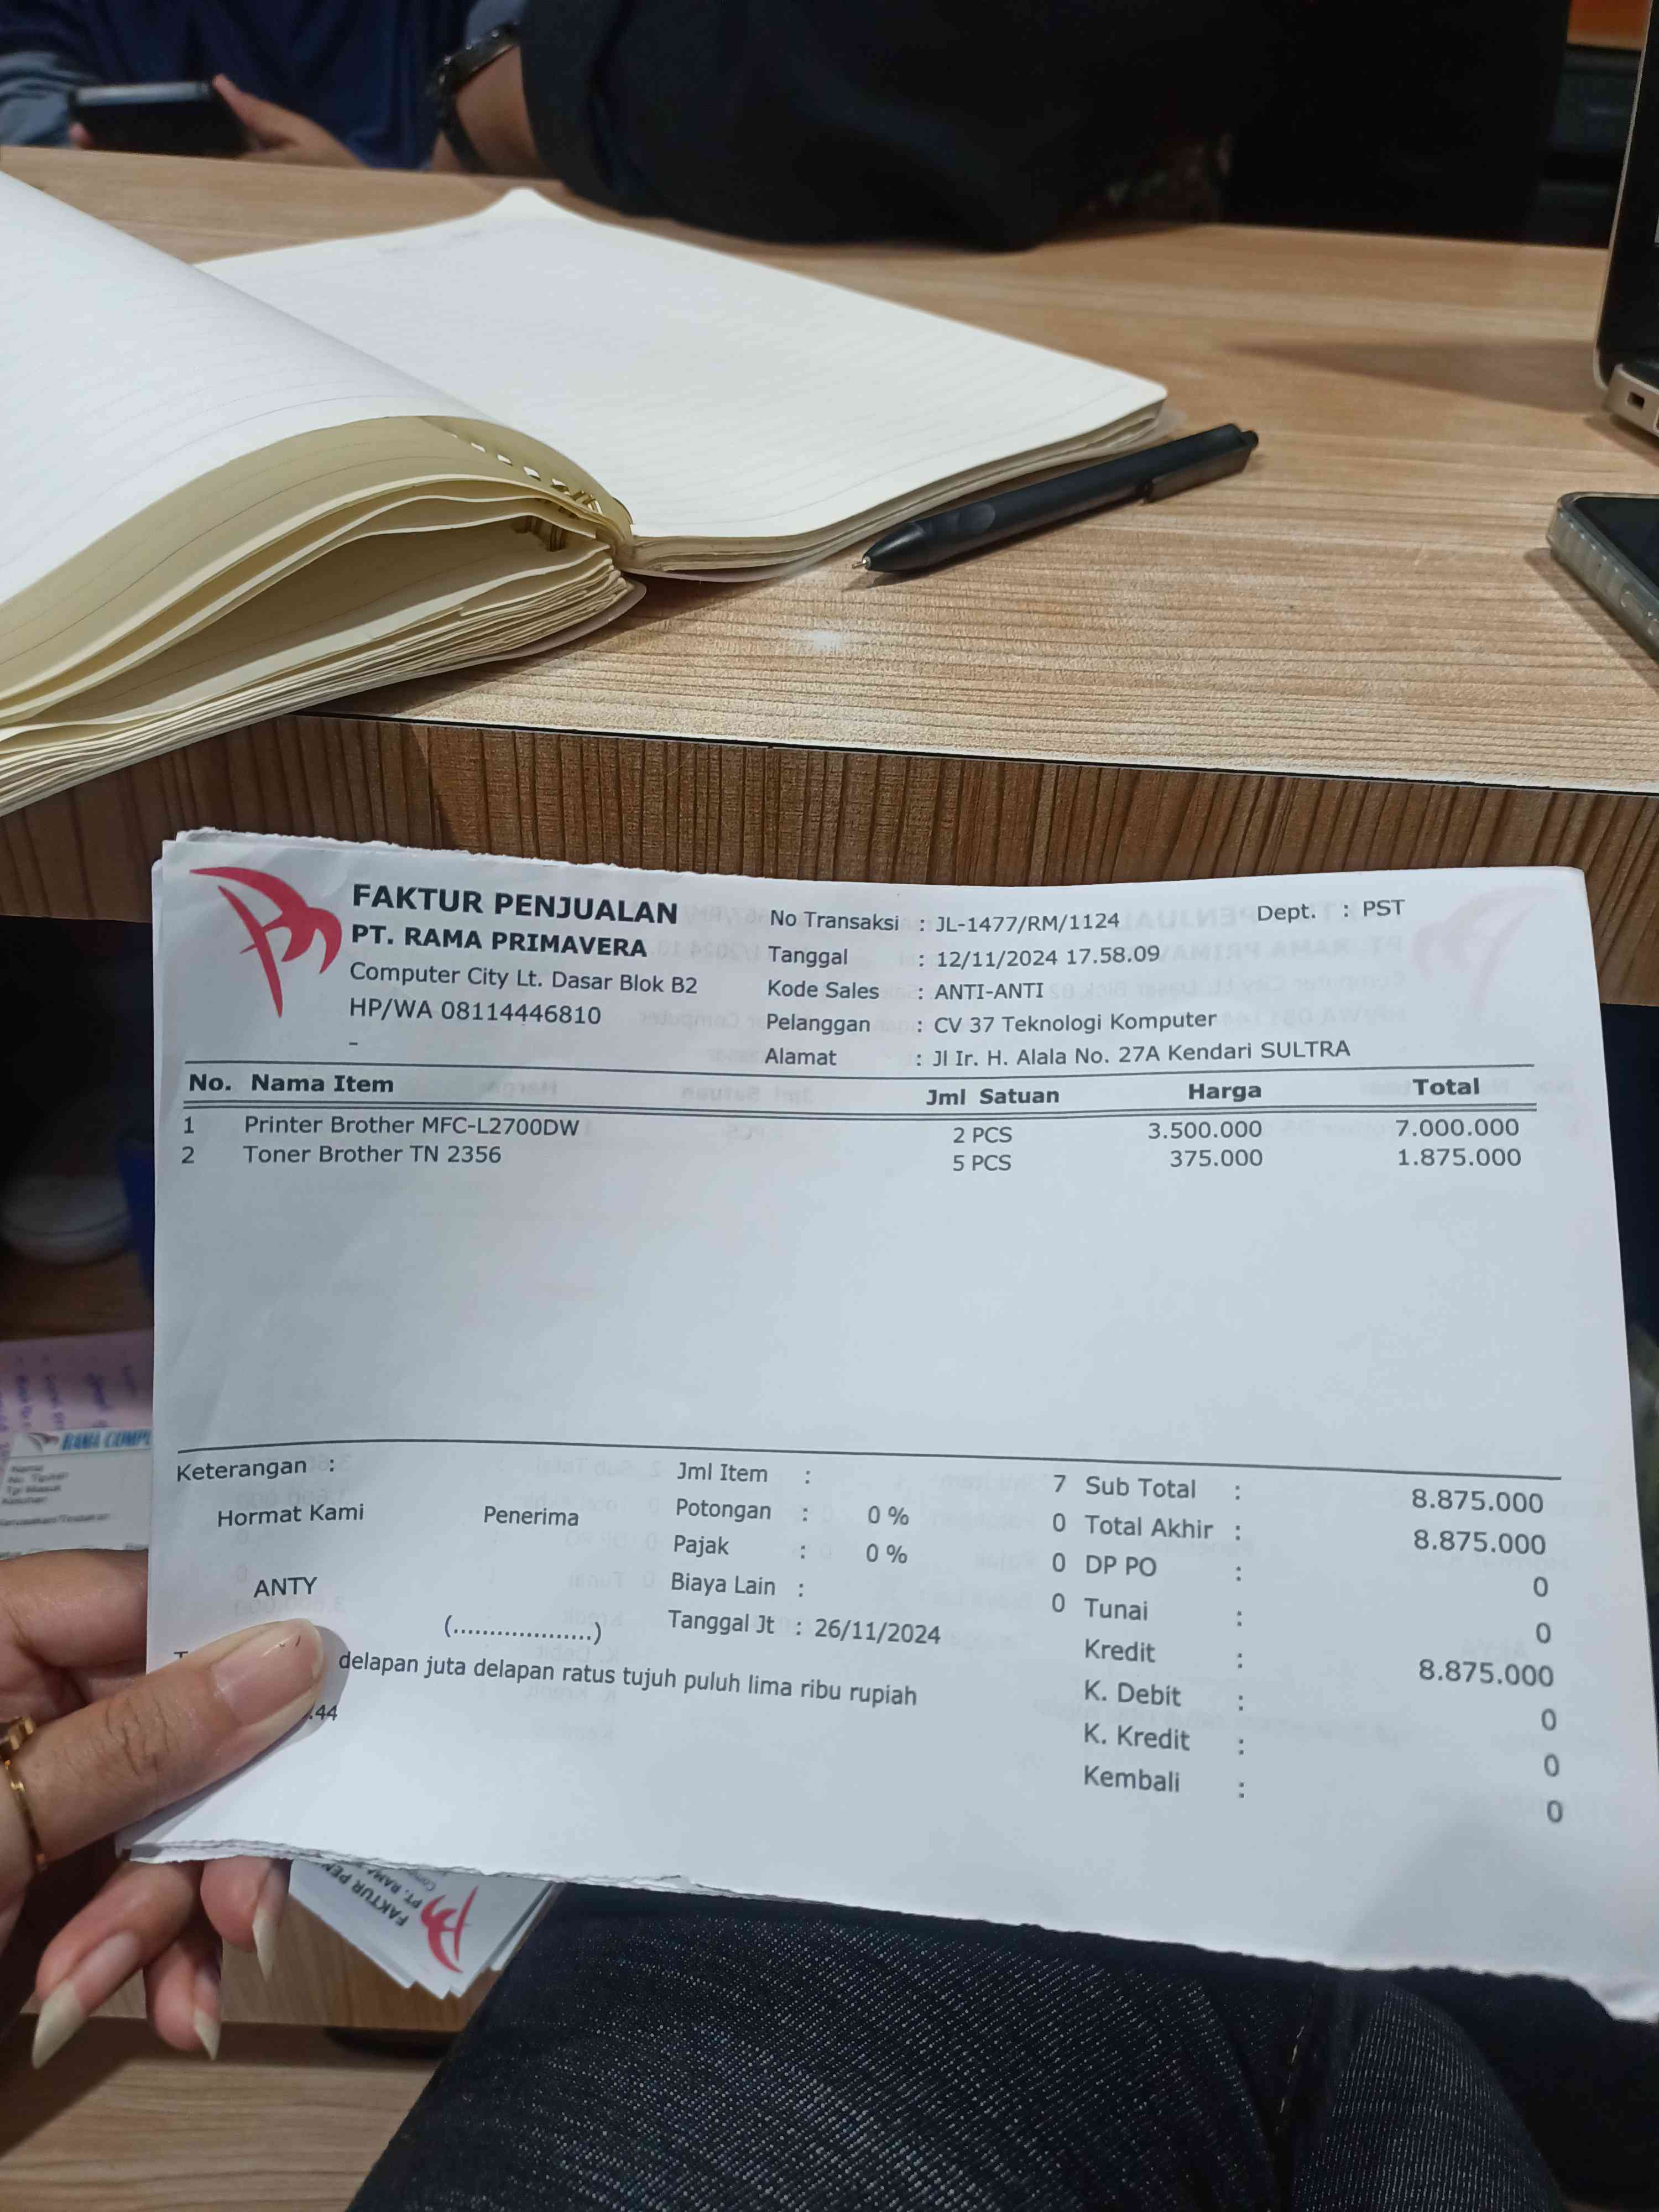 FAKTUR PENJUALAN
PT. RAMA PRIMAVERA
Computer City Lt. Dasar Blok B2
HP/WA 08114446810
-
No Transaksi : JL-1477/RM/1124 Dept. : PST
Tanggal : 12/11/2024 17.58.09
Kode Sales : ANTI-ANTI
Pelanggan : CV 37 Teknologi Komputer
Alamat : Jl Ir. H. Alala No. 27A Kendari SULTRA
No. Nama Item Jml Satuan Harga Total
1 Printer Brother MFC-L2700DW 2 PCS 3.500.000 7.000.000
2 Toner Brother TN 2356 5 PCS 375.000 1.875.000
Keterangan :
Hormat Kami Penerima
ANTY
(...................)
Jml Item : 7
Potongan : 0 % 0
Pajak : 0 % 0
Biaya Lain : 0
Tanggal Jt : 26/11/2024
Sub Total : 8.875.000
Total Akhir : 8.875.000
DP PO : 0
Tunai : 0
Kredit : 8.875.000
K. Debit : 0
K. Kredit : 0
Kembali : 0
delapan juta delapan ratus tujuh puluh lima ribu rupiah
.44
RAMA
FAKTUR
PT. RAMA